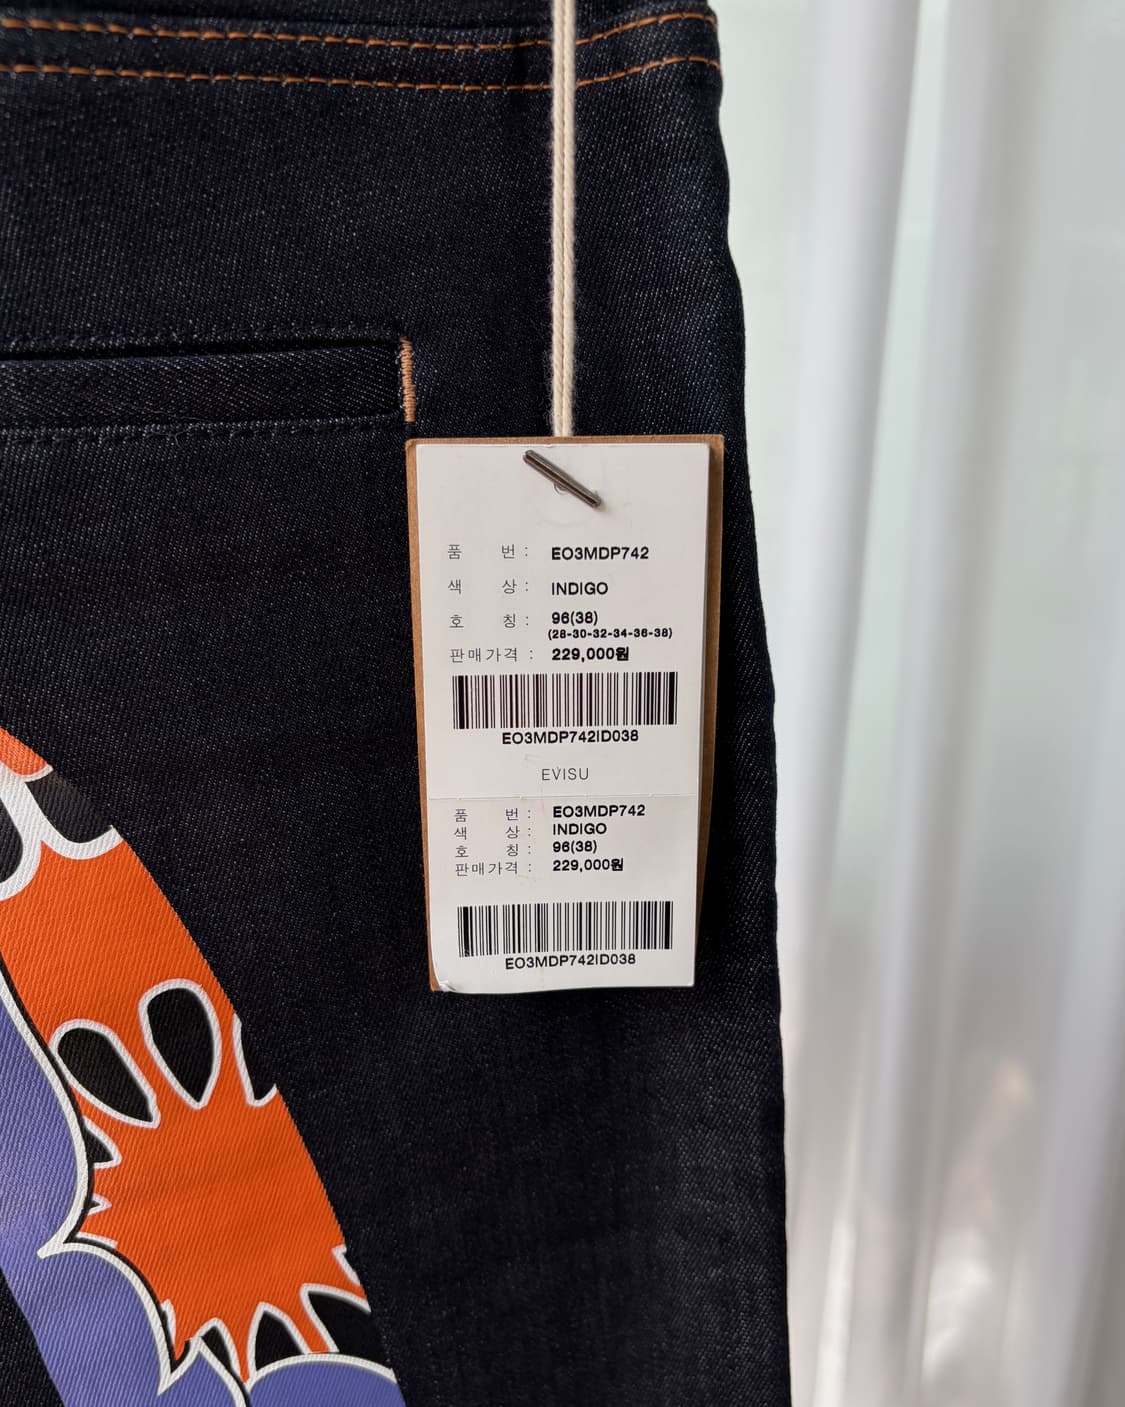 품 번 : EO3MDP742
색 상 : INDIGO
호 칭 : 96(38)
(28-30-32-34-36-38)
판매가격 : 229,000원
EO3MDP742ID038
EVISU
품 번 : EO3MDP742
색 상 : INDIGO
호 칭 : 96(38)
판매가격 : 229,000원
EO3MDP742ID038